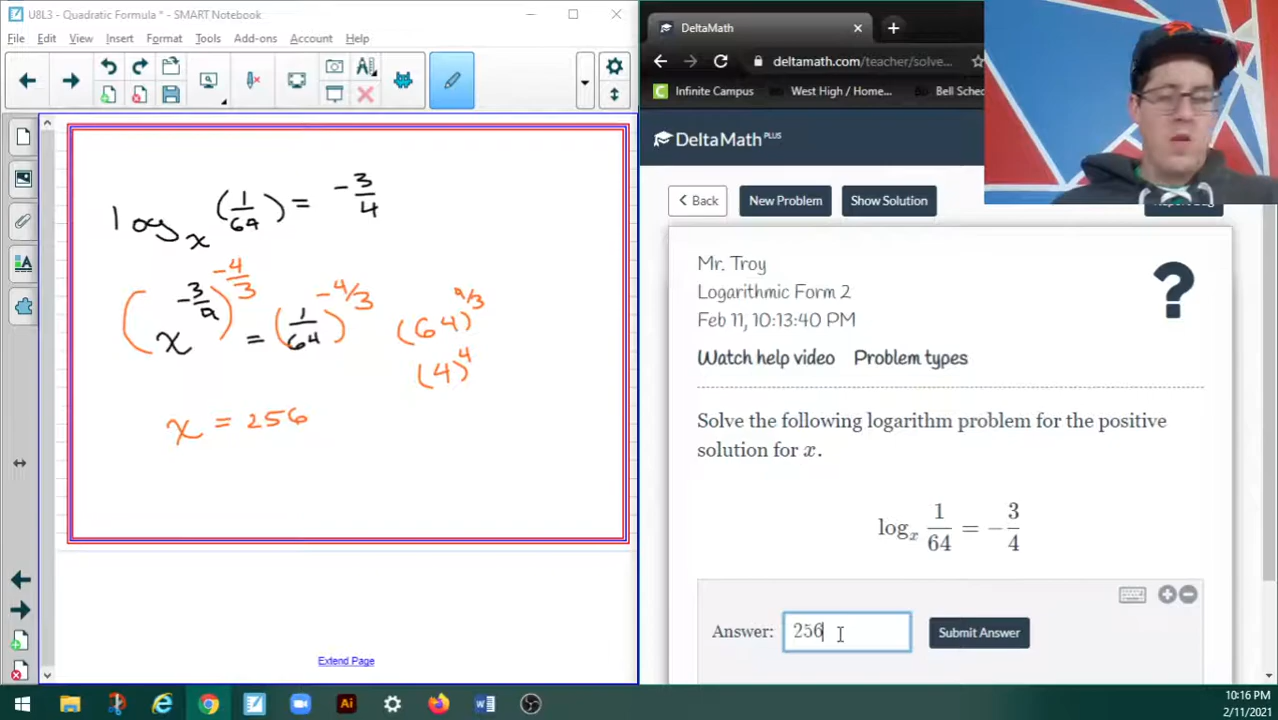 U8L3 - Quadratic Formula * - SMART Notebook
File Edit View Insert Format Tools Add-ons Account Help
log x (1/64) = -3/4
(x^-3/4)^-4/3 = (1/64)^-4/3 (64)^4/3
(4)^4
x = 256
Extend Page
DeltaMath
deltamath.com/teacher/solve...
Infinite Campus West High / Home... Bell Sche
DeltaMath PLUS
< Back New Problem Show Solution
Mr. Troy
Logarithmic Form 2
Feb 11, 10:13:40 PM
Watch help video Problem types
?
Solve the following logarithm problem for the positive
solution for x.
log x 1/64 = -3/4
Answer: 256 Submit Answer
10:16 PM
2/11/2021